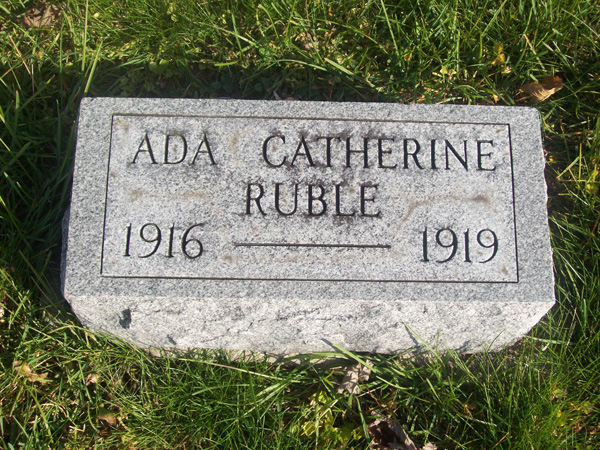 ADA CATHERINE
RUBLE
1916 — 1919